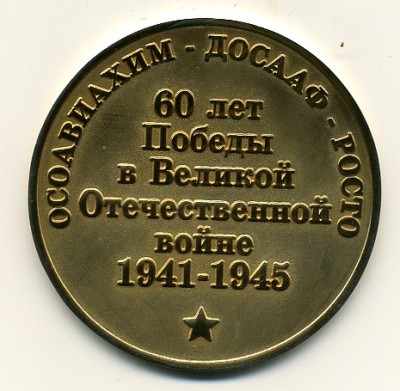 ОСОАВИАХИМ - ДОСААФ - РОСТО
60 лет
Победы
в Великой
Отечественной
войне
1941-1945